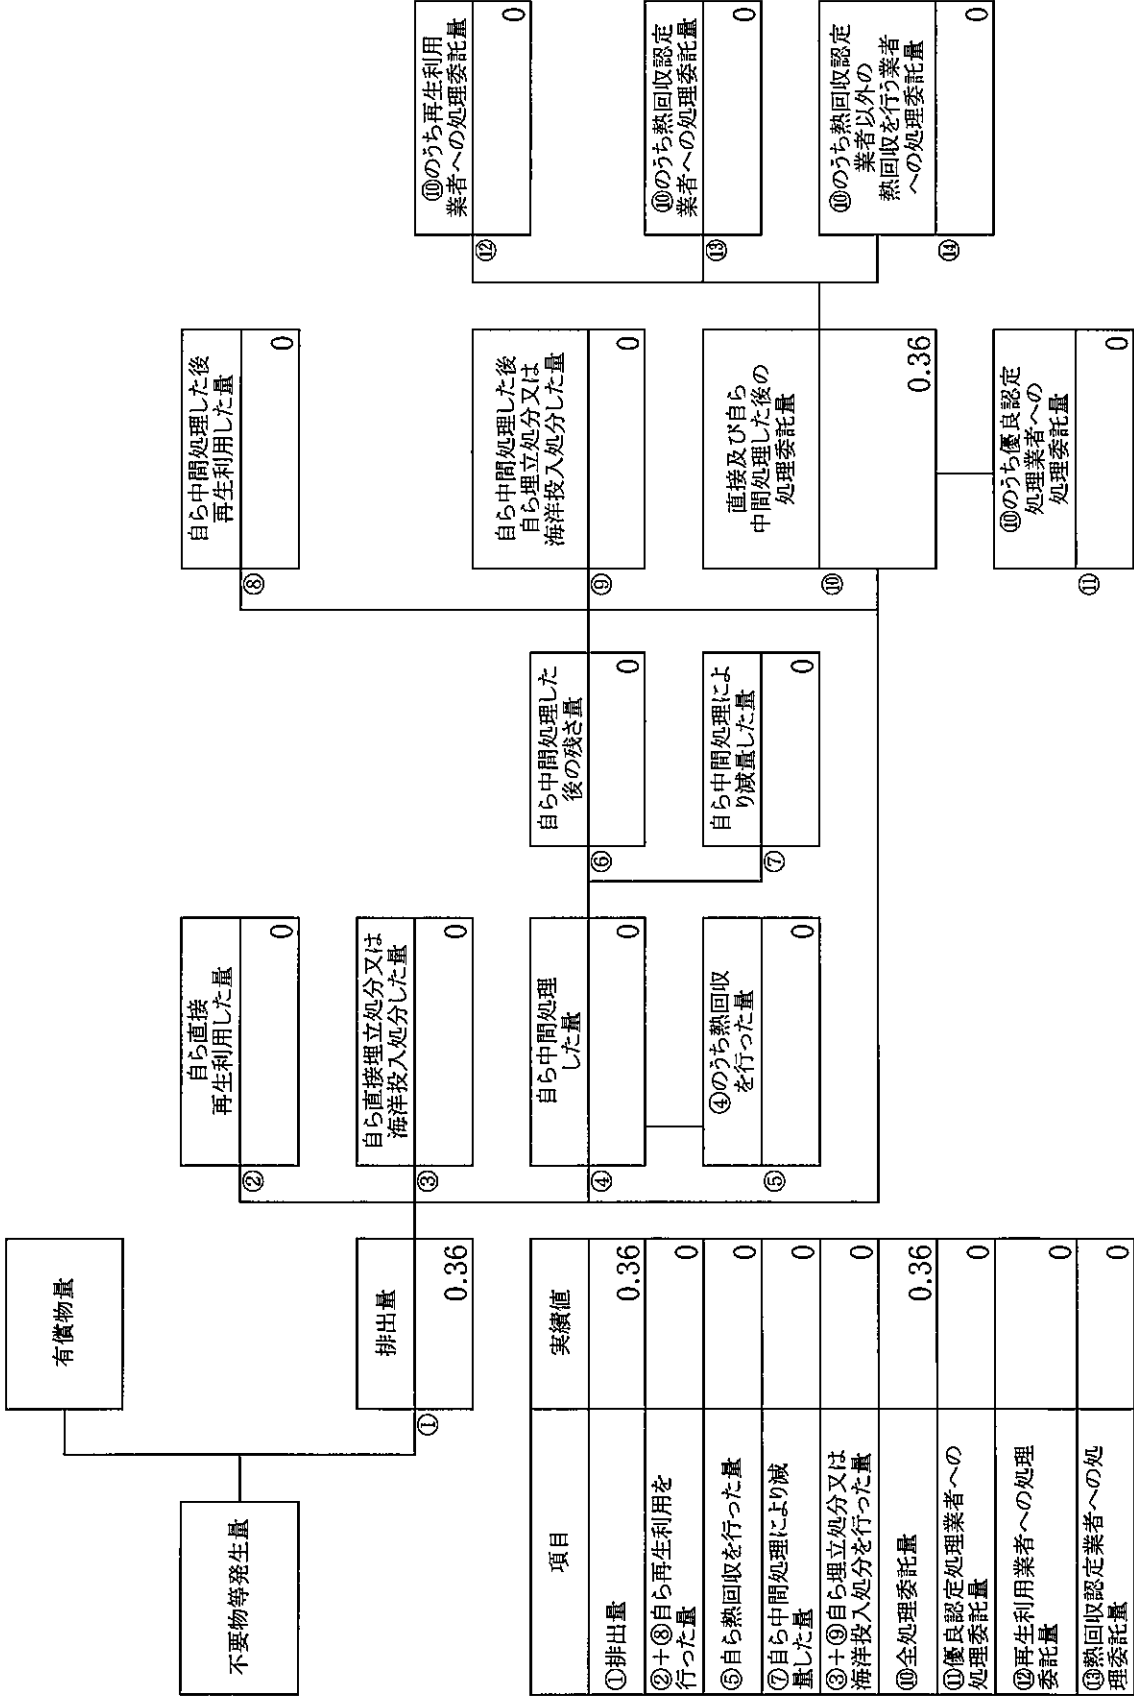 有償物量
不要物等発生量
排出量
①
0.36
自ら直接
再生利用した量
②
0
自ら直接埋立処分又は
海洋投入処分した量
③
0
自ら中間処理
した量
④
0
④のうち熱回収
を行った量
⑤
0
自ら中間処理した
後の残さ量
⑥
0
自ら中間処理によ
り減量した量
⑦
0
自ら中間処理した後
再生利用した量
⑧
0
自ら中間処理した後
自ら埋立処分又は
海洋投入処分した量
⑨
0
直接及び自ら
中間処理した後の
処理委託量
⑩
0.36
⑩のうち優良認定
処理業者への
処理委託量
⑪
0
⑩のうち再生利用
業者への処理委託量
⑫
0
⑩のうち熱回収認定
業者への処理委託量
⑬
0
⑩のうち熱回収認定
業者以外の
熱回収を行う業者
への処理委託量
⑭
0
項目 実績値
①排出量 0.36
②+⑧自ら再生利用を
行った量 0
⑤自ら熱回収を行った量 0
⑦自ら中間処理により減
量した量 0
③+⑨自ら埋立処分又は
海洋投入処分を行った量 0
⑩全処理委託量 0.36
⑪優良認定処理業者への
処理委託量 0
⑫再生利用業者への処理
委託量 0
⑬熱回収認定業者への処
理委託量 0